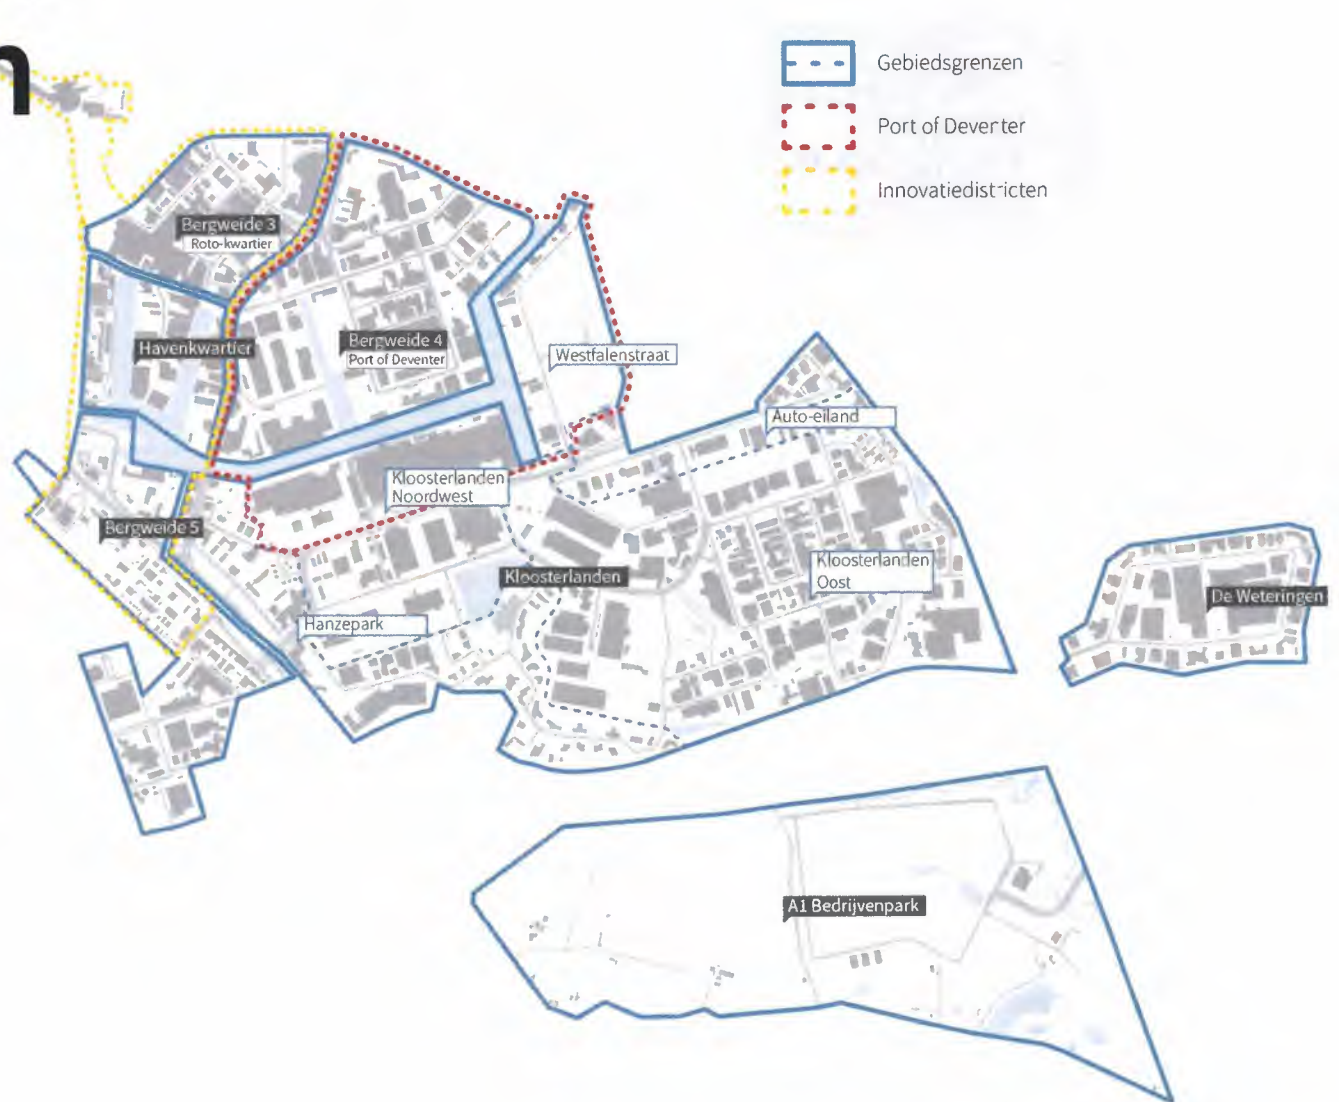 n
Gebiedsgrenzen
Port of Deventer
Innovatiedistricten
Bergweide 3
Roto-kwartier
Havenkwartier
Bergweide 4
Port of Deventer
Westfalenstraat
Auto-eiland
Kloosterlanden
Noordwest
Bergweide 5
Kloosterlanden
Kloosterlanden
Oost
De Weteringen
Hanzepark
A1 Bedrijvenpark